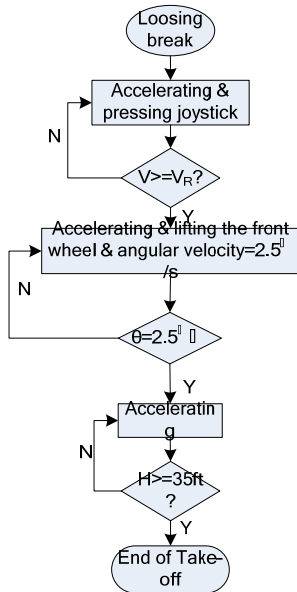 Loosing
break
Accelerating &
pressing joystick
N
V>=VR?
Y
Accelerating & lifting the front
wheel & angular velocity=2.5
/s
N
θ=2.5
Y
Acceleratin
g
N
H>=35ft
?
Y
End of Take-
off